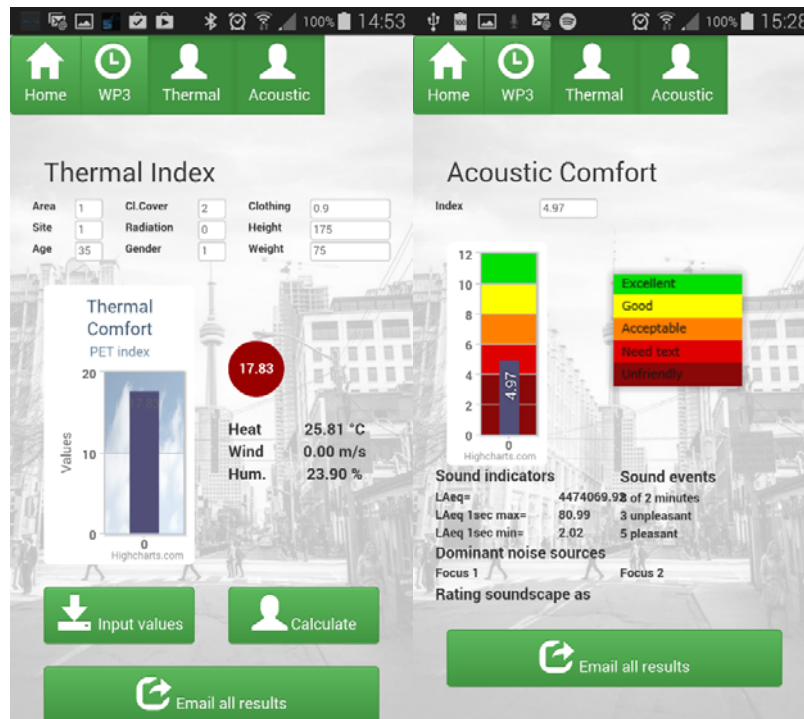 100% 14:53
Home WP3 Thermal Acoustic
Thermal Index
Area 1 Cl.Cover 2 Clothing 0.9
Site 1 Radiation 0 Height 175
Age 35 Gender 1 Weight 75
Thermal
Comfort
PET index
20
17.83
17.83
Values
10
0
0
Highcharts.com
Heat 25.81 °C
Wind 0.00 m/s
Hum. 23.90 %
Input values
Calculate
Email all results
100 100% 15:28
Home WP3 Thermal Acoustic
Acoustic Comfort
Index 4.97
12
10
8
6
4
2
0
4.97
0
Highcharts.com
Excellent
Good
Acceptable
Need text
Unfriendly
Sound indicators Sound events
LAeq= 4474069.92 8 of 2 minutes
LAeq 1sec max= 80.99 3 unpleasant
LAeq 1sec min= 2.02 5 pleasant
Dominant noise sources
Focus 1 Focus 2
Rating soundscape as
Email all results